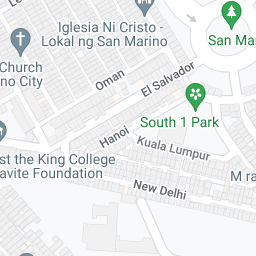 Iglesia Ni Cristo -
Lokal ng San Marino
San Mar
Church
no City
Oman
El Salvador
Hanoi
South 1 Park
Kuala Lumpur
st the King College
avite Foundation
M ra
New Delhi